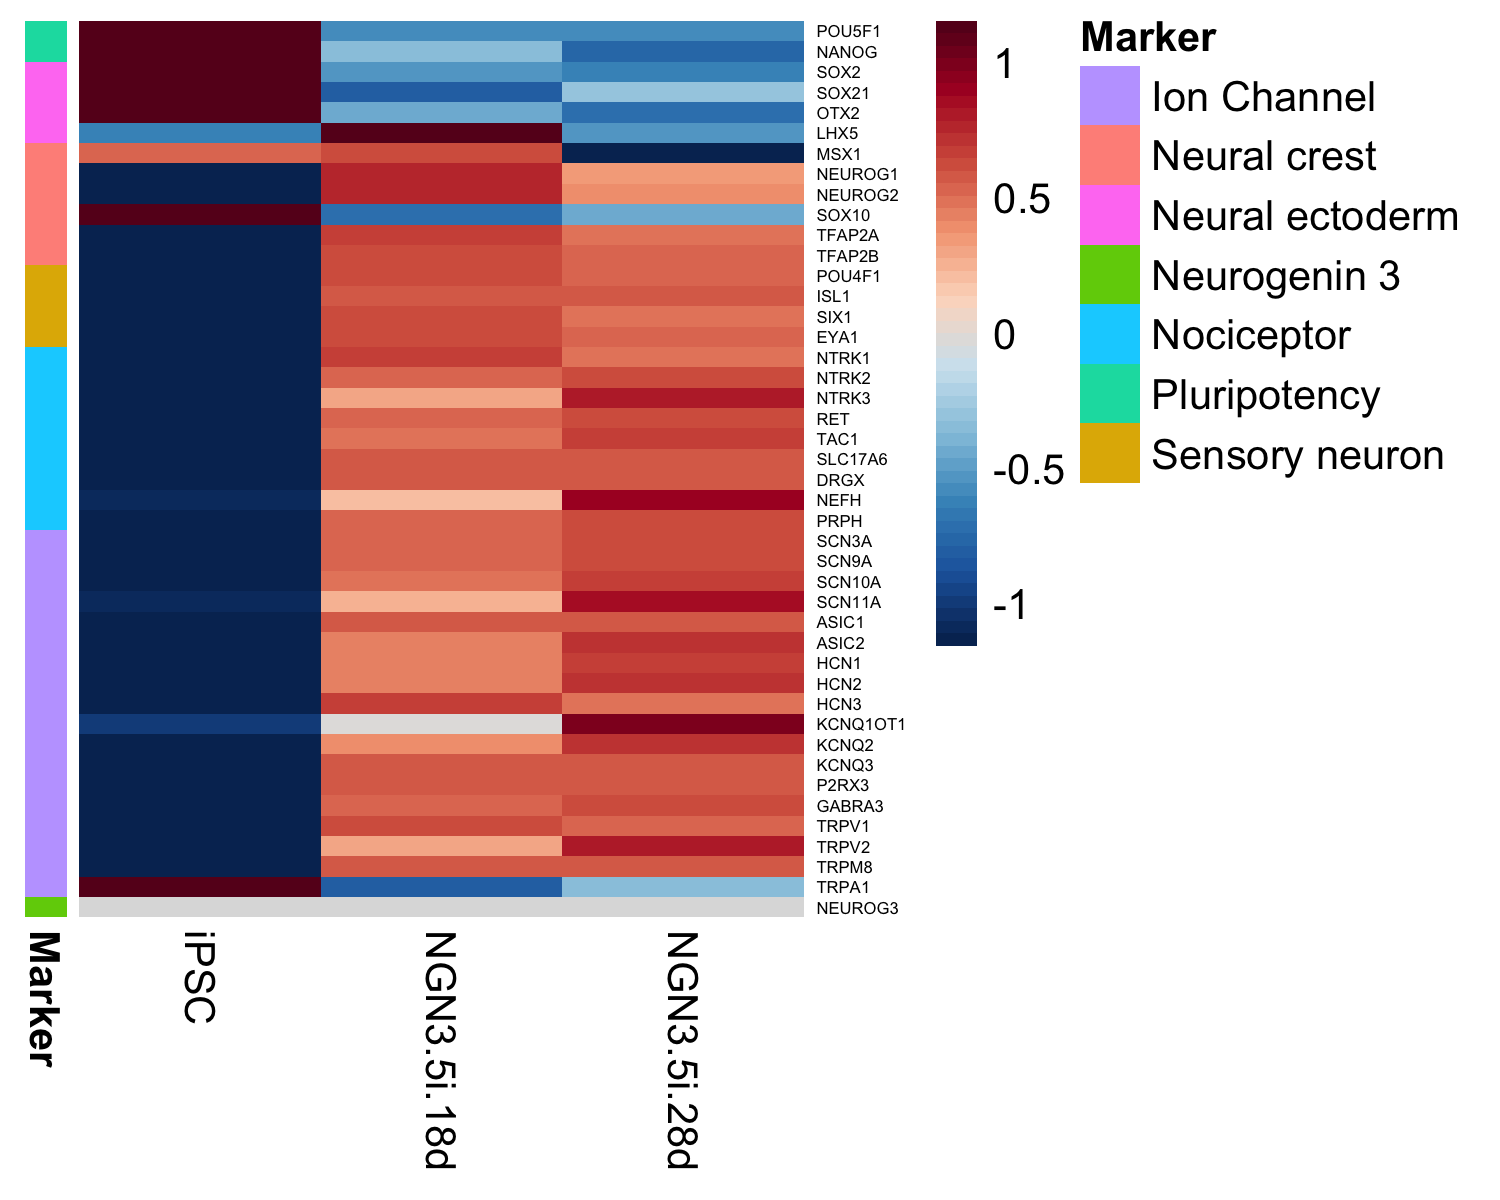 POU5F1
NANOG
SOX2
SOX21
OTX2
LHX5
MSX1
NEUROG1
NEUROG2
SOX10
TFAP2A
TFAP2B
POU4F1
ISL1
SIX1
EYA1
NTRK1
NTRK2
NTRK3
RET
TAC1
SLC17A6
DRGX
NEFH
PRPH
SCN3A
SCN9A
SCN10A
SCN11A
ASIC1
ASIC2
HCN1
HCN2
HCN3
KCNQ1OT1
KCNQ2
KCNQ3
P2RX3
GABRA3
TRPV1
TRPV2
TRPM8
TRPA1
NEUROG3
Marker
iPSC
NGN3.5i.18d
NGN3.5i.28d
1
0.5
0
-0.5
-1
Marker
Ion Channel
Neural crest
Neural ectoderm
Neurogenin 3
Nociceptor
Pluripotency
Sensory neuron